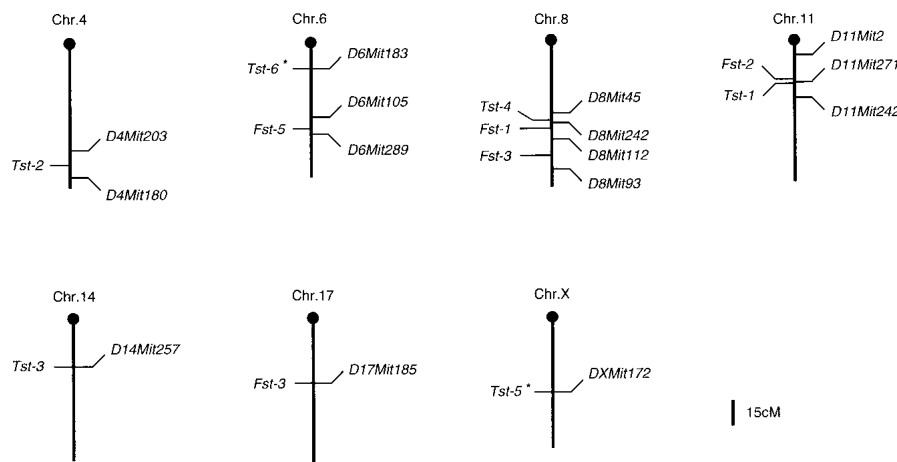 Chr.4
D4Mit203
Tst-2
D4Mit180
Chr.6
Tst-6 *
D6Mit183
D6Mit105
Fst-5
D6Mit289
Chr.8
D8Mit45
Tst-4
Fst-1
D8Mit242
D8Mit112
Fst-3
D8Mit93
Chr.11
D11Mit2
Fst-2
D11Mit271
Tst-1
D11Mit242
Chr.14
Tst-3
D14Mit257
Chr.17
Fst-3
D17Mit185
Chr.X
Tst-5 *
DXMit172
15cM